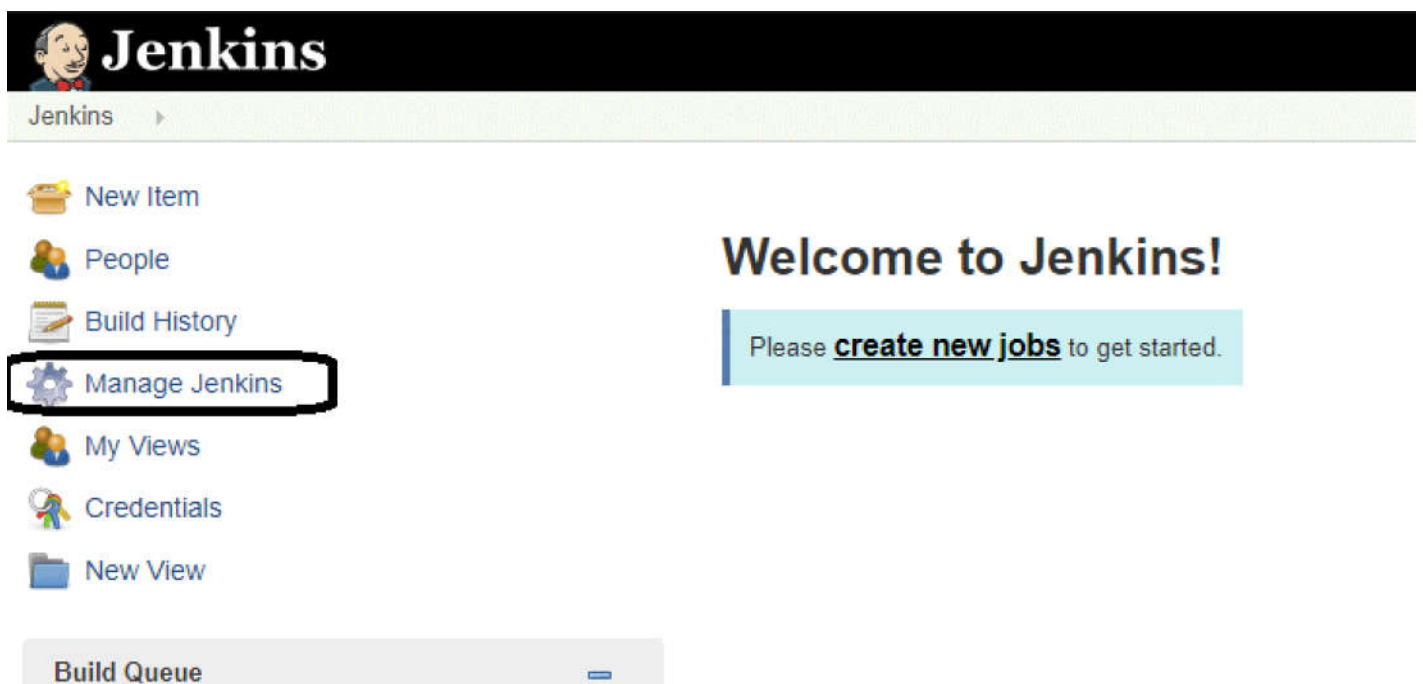 Jenkins
Jenkins
New Item
People
Build History
Manage Jenkins
My Views
Credentials
New View
Build Queue
Welcome to Jenkins!
Please create new jobs to get started.